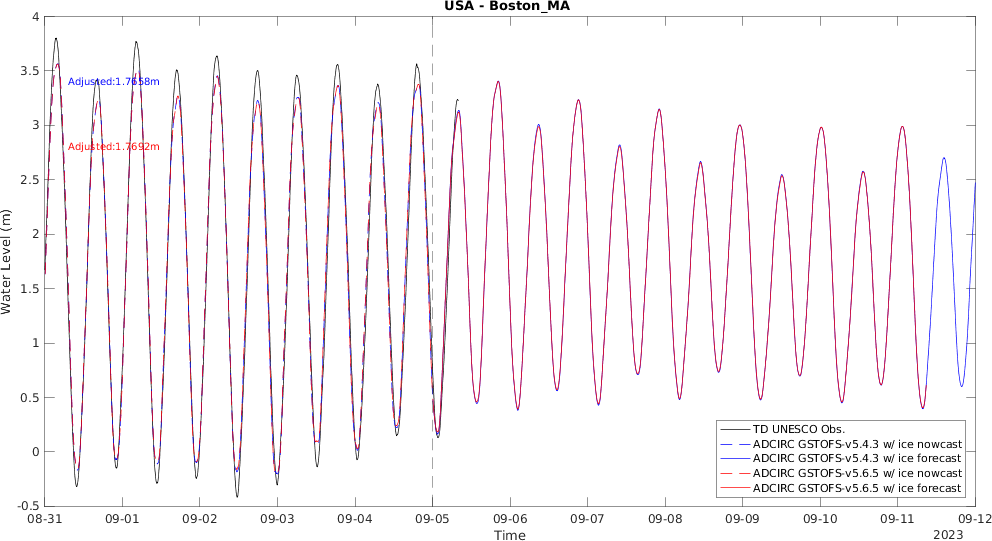 USA - Boston_MA
4
3.5
3
2.5
2
1.5
1
0.5
0
-0.5
Water Level (m)
Adjusted:1.7658m
Adjusted:1.7692m
TD UNESCO Obs.
ADCIRC GSTOFS-v5.4.3 w/ ice nowcast
ADCIRC GSTOFS-v5.4.3 w/ ice forecast
ADCIRC GSTOFS-v5.6.5 w/ ice nowcast
ADCIRC GSTOFS-v5.6.5 w/ ice forecast
08-31 09-01 09-02 09-03 09-04 09-05 09-06 09-07 09-08 09-09 09-10 09-11 09-12
Time
2023